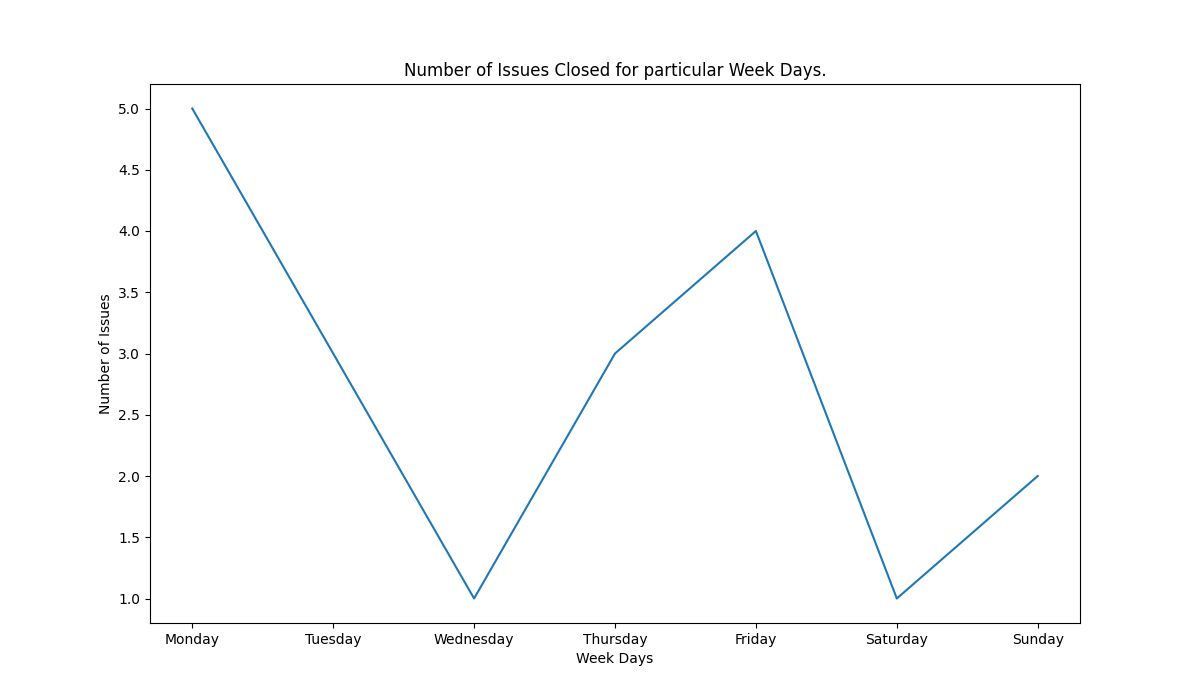 Number of Issues Closed for particular Week Days.
5.0
4.5
4.0
3.5
3.0
2.5
2.0
1.5
1.0
Number of Issues
Monday Tuesday Wednesday Thursday Friday Saturday Sunday
Week Days